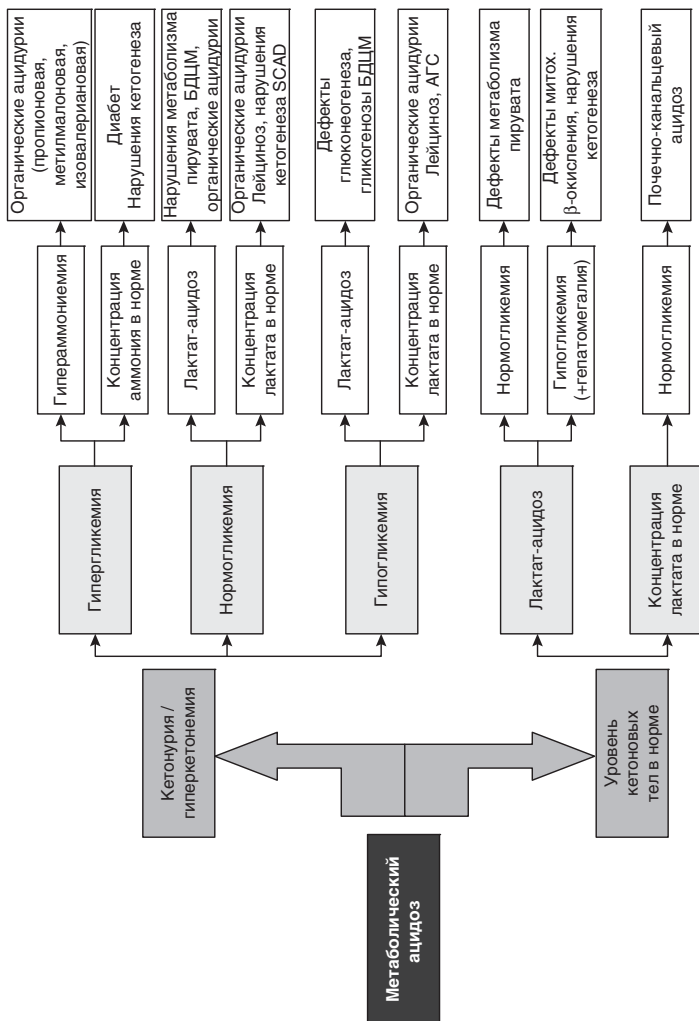 Метаболический
ацидоз
Кетонурия /
гиперкетонемия
Уровень
кетоновых
тел в норме
Гипергликемия
Нормогликемия
Гипогликемия
Лактат-ацидоз
Концентрация
лактата в норме
Гипераммониемия
Концентрация
аммония в норме
Лактат-ацидоз
Концентрация
лактата в норме
Лактат-ацидоз
Концентрация
лактата в норме
Нормогликемия
Гипогликемия
(+гепатомегалия)
Нормогликемия
Органические ацидурии
(пропионовая,
метилмалоновая,
изовалериановая)
Диабет
Нарушения кетогенеза
Нарушения метаболизма
пирувата, БДЦМ,
органические ацидурии
Органические ацидурии
Лейциноз, нарушения
кетогенеза SCAD
Дефекты
глюконеогенеза,
гликогенозы БДЦМ
Органические ацидурии
Лейциноз, АГС
Дефекты метаболизма
пирувата
Дефекты митох.
β-окисления, нарушения
кетогенеза
Почечно-канальцевый
ацидоз